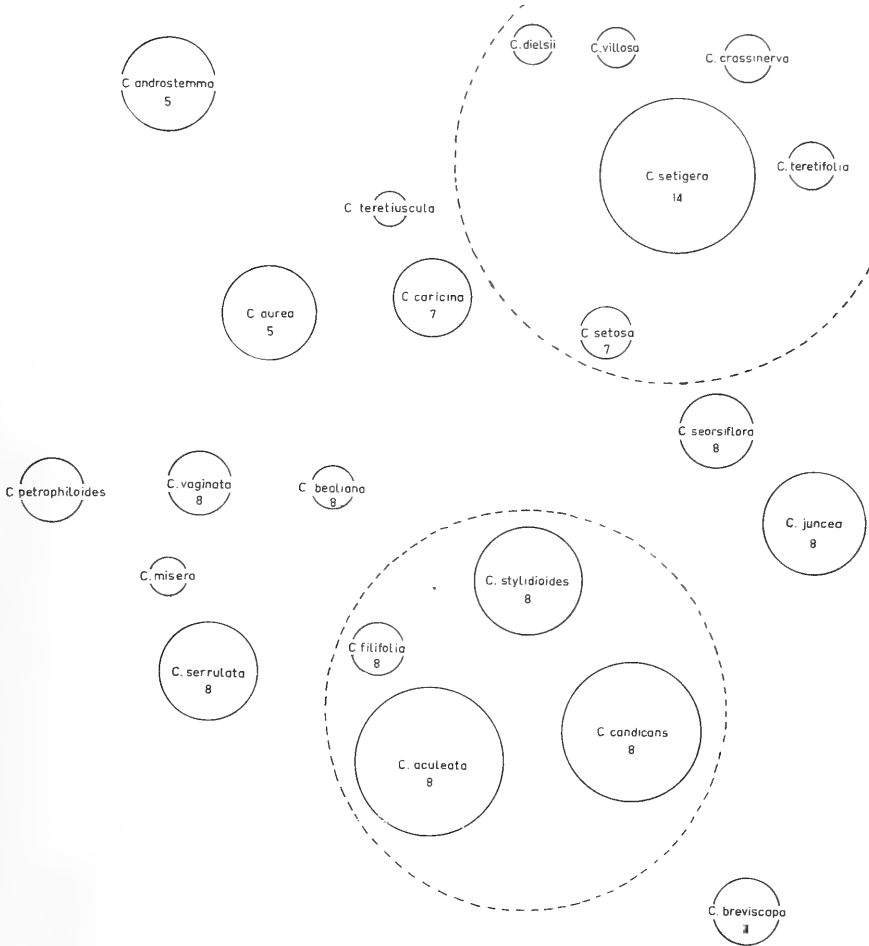 C. dielsii
C. villosa
C. crassinerva
C androstemma
5
C setigera
14
C. teretifolia
C teretiuscula
C caricina
7
C aurea
5
C setosa
7
C seorsiflora
8
C petrophiloides
C. vaginata
8
C bealiana
8
C. juncea
8
C. misera
C. stylidioides
8
C filifolia
8
C. serrulata
8
C candicans
8
C. aculeata
8
C. breviscapa